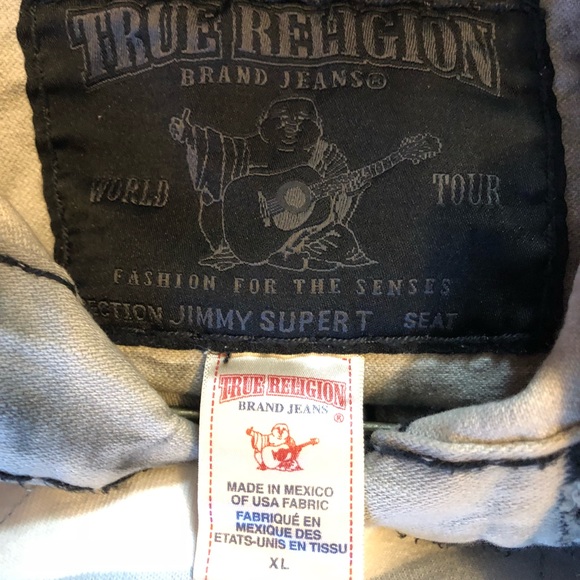 TRUE RELIGION
BRAND JEANS®
WORLD TOUR
FASHION FOR THE SENSES
ECTION JIMMY SUPER T SEAT
TRUE RELIGION
BRAND JEANS
®
MADE IN MEXICO
OF USA FABRIC
FABRIQUÉ EN
MEXIQUE DES
ETATS-UNIS EN TISSU
XL